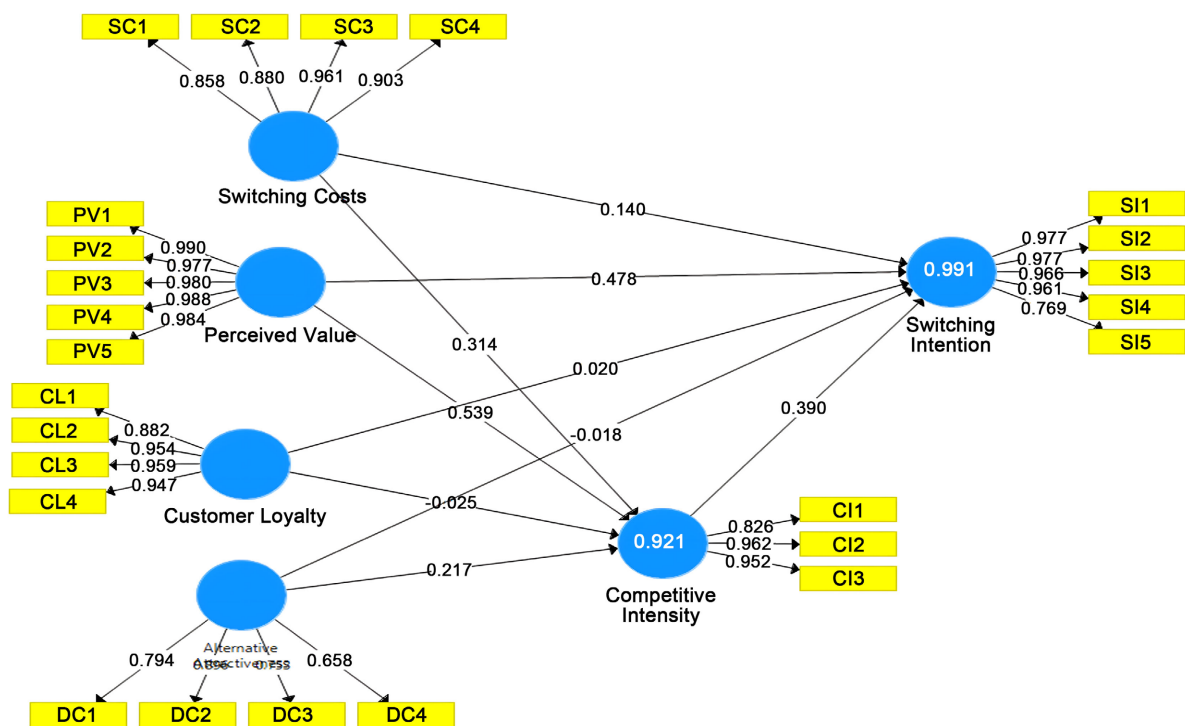 SC1 SC2 SC3 SC4
0.858 0.880 0.961 0.903
Switching Costs
PV1
PV2
PV3
PV4
PV5
0.990
0.977
0.980
0.988
0.984
Perceived Value
CL1
CL2
CL3
CL4
0.882
0.954
0.959
0.947
Customer Loyalty
Alternative
Attractiveness
0.794 0.896 0.658
DC1 DC2 DC3 DC4
0.140
0.478
0.314
0.020
0.539
-0.018
-0.025
0.217
0.390
0.921
Competitive
Intensity
0.826
0.962
0.952
CI1
CI2
CI3
0.991
Switching
Intention
0.977
0.977
0.966
0.961
0.769
SI1
SI2
SI3
SI4
SI5